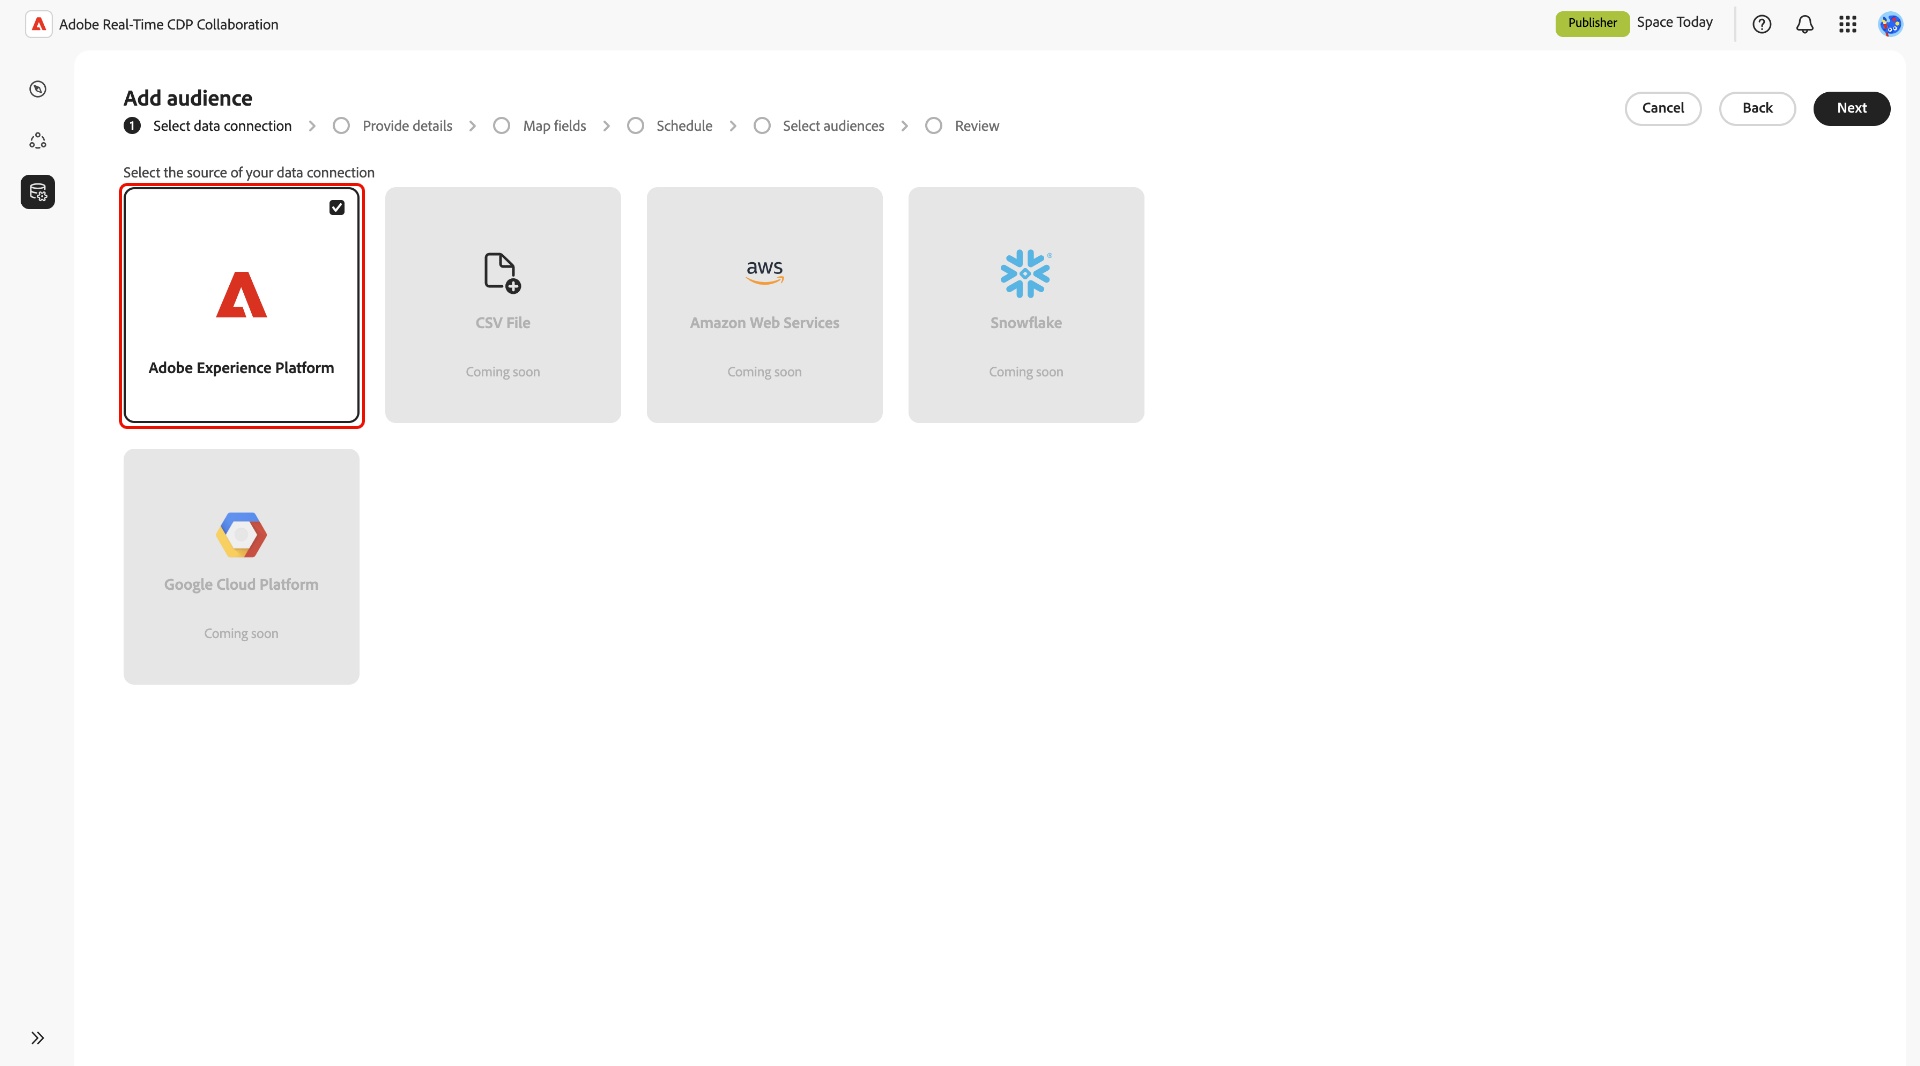 Adobe Real-Time CDP Collaboration
Publisher Space Today
Add audience
Cancel Back Next
1 Select data connection Provide details Map fields Schedule Select audiences Review
Select the source of your data connection
Adobe Experience Platform
CSV File
Coming soon
aws
Amazon Web Services
Coming soon
Snowflake
Coming soon
Google Cloud Platform
Coming soon